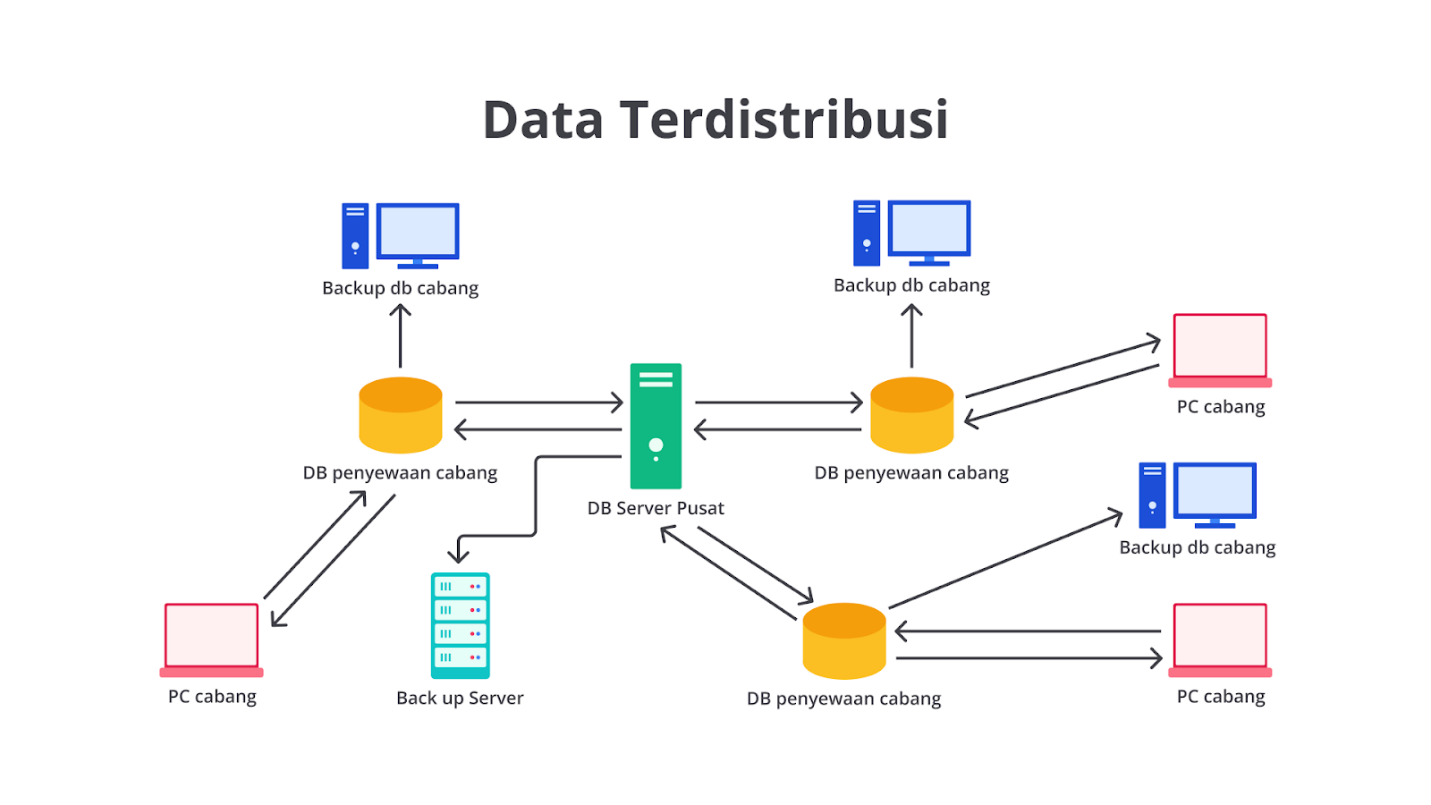 Data Terdistribusi
Backup db cabang
Backup db cabang
PC cabang
DB penyewaan cabang
DB penyewaan cabang
DB Server Pusat
Backup db cabang
PC cabang
Back up Server
DB penyewaan cabang
PC cabang